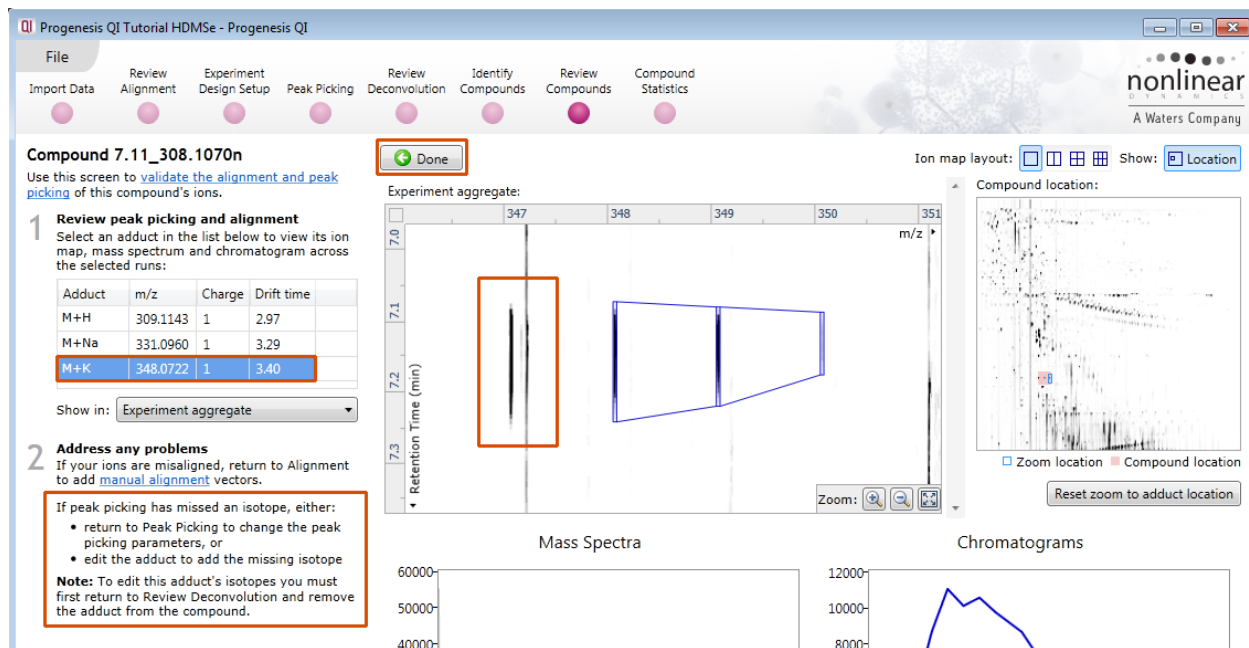 Progenesis QI Tutorial HDMSe - Progenesis QI
File
Import Data
Review
Alignment
Experiment
Design Setup
Peak Picking
Review
Deconvolution
Identify
Compounds
Review
Compounds
Compound
Statistics
nonlinear
DYNAMICS
A Waters Company
Compound 7.11_308.1070n
Use this screen to validate the alignment and peak
picking of this compound's ions.
1 Review peak picking and alignment
Select an adduct in the list below to view its ion
map, mass spectrum and chromatogram across
the selected runs:
Adduct m/z Charge Drift time
M+H 309.1143 1 2.97
M+Na 331.0960 1 3.29
M+K 348.0722 1 3.40
Show in: Experiment aggregate
2 Address any problems
If your ions are misaligned, return to Alignment
to add manual alignment vectors.
If peak picking has missed an isotope, either:
• return to Peak Picking to change the peak
picking parameters, or
• edit the adduct to add the missing isotope
Note: To edit this adduct's isotopes you must
first return to Review Deconvolution and remove
the adduct from the compound.
Done
Ion map layout:
Show: Location
Experiment aggregate:
347 348 349 350 351
m/z
7.0
7.1
7.2
7.3
Retention Time (min)
Zoom:
Compound location:
Zoom location Compound location
Reset zoom to adduct location
Mass Spectra
60000
50000
40000
Chromatograms
12000
10000
8000